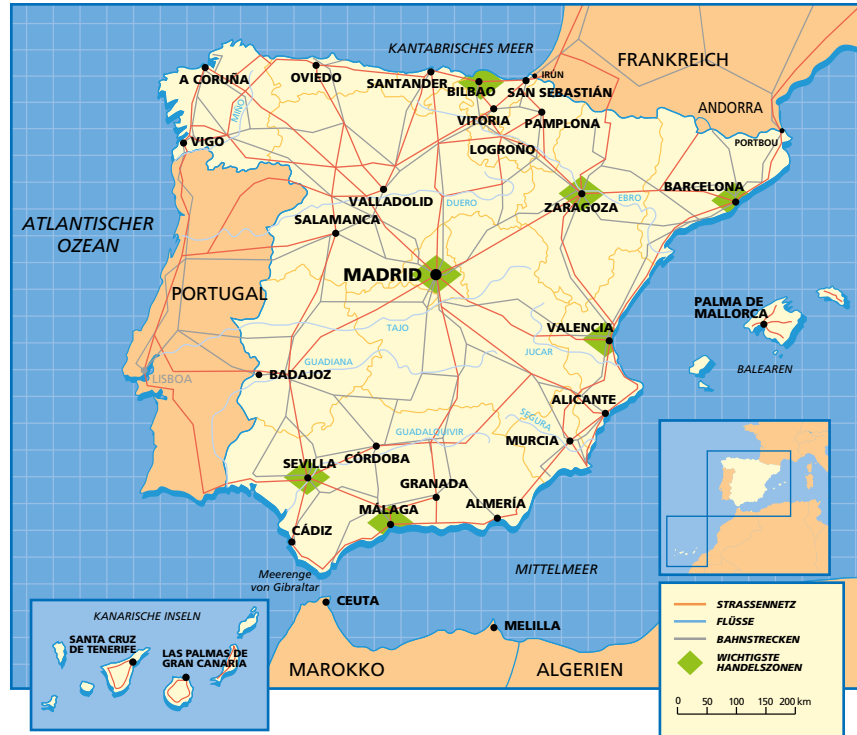 KANTABRISCHES MEER
FRANKREICH
A CORUÑA
OVIEDO
SANTANDER
BILBAO
IRÚN
SAN SEBASTIÁN
ANDORRA
MIÑO
VITORIA
PAMPLONA
PORTBOU
VIGO
LOGROÑO
BARCELONA
VALLADOLID
DUERO
ZARAGOZA
EBRO
ATLANTISCHER
OZEAN
SALAMANCA
MADRID
PORTUGAL
PALMA DE
MALLORCA
TAJO
VALENCIA
JUCAR
GUADIANA
BALEAREN
LISBOA
BADAJOZ
ALICANTE
SEGURA
GUADALQUIVIR
MURCIA
SEVILLA
CÓRDOBA
GRANADA
MÁLAGA
ALMERÍA
CÁDIZ
Meerenge
von Gibraltar
MITTELMEER
CEUTA
MELILLA
MAROKKO
ALGERIEN
KANARISCHE INSELN
SANTA CRUZ
DE TENERIFE
LAS PALMAS DE
GRAN CANARIA
STRASSENNETZ
FLÜSSE
BAHNSTRECKEN
WICHTIGSTE
HANDELSZONEN
0 50 100 150 200 km